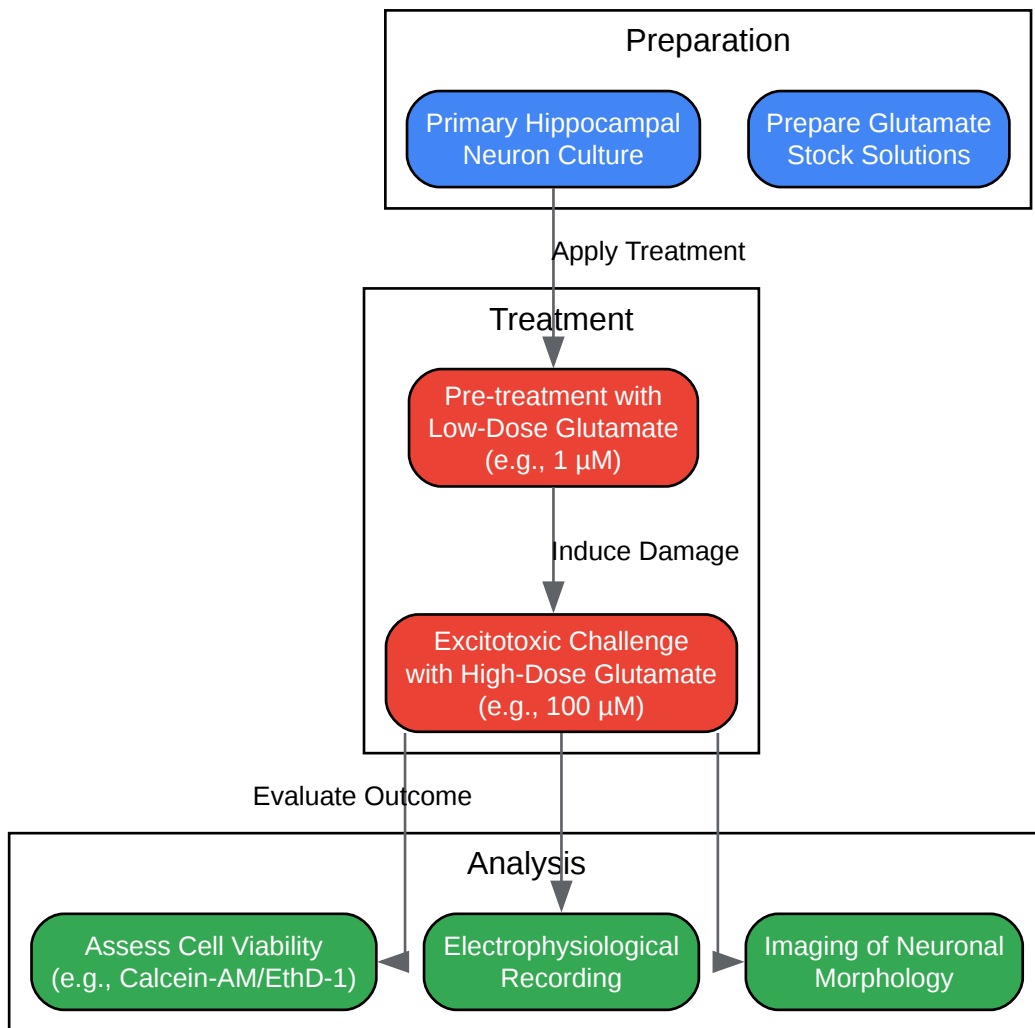 Preparation
Primary Hippocampal
Neuron Culture
Prepare Glutamate
Stock Solutions
Apply Treatment
Treatment
Pre-treatment with
Low-Dose Glutamate
(e.g., 1 µM)
Induce Damage
Excitotoxic Challenge
with High-Dose Glutamate
(e.g., 100 µM)
Evaluate Outcome
Analysis
Assess Cell Viability
(e.g., Calcein-AM/EthD-1)
Electrophysiological
Recording
Imaging of Neuronal
Morphology